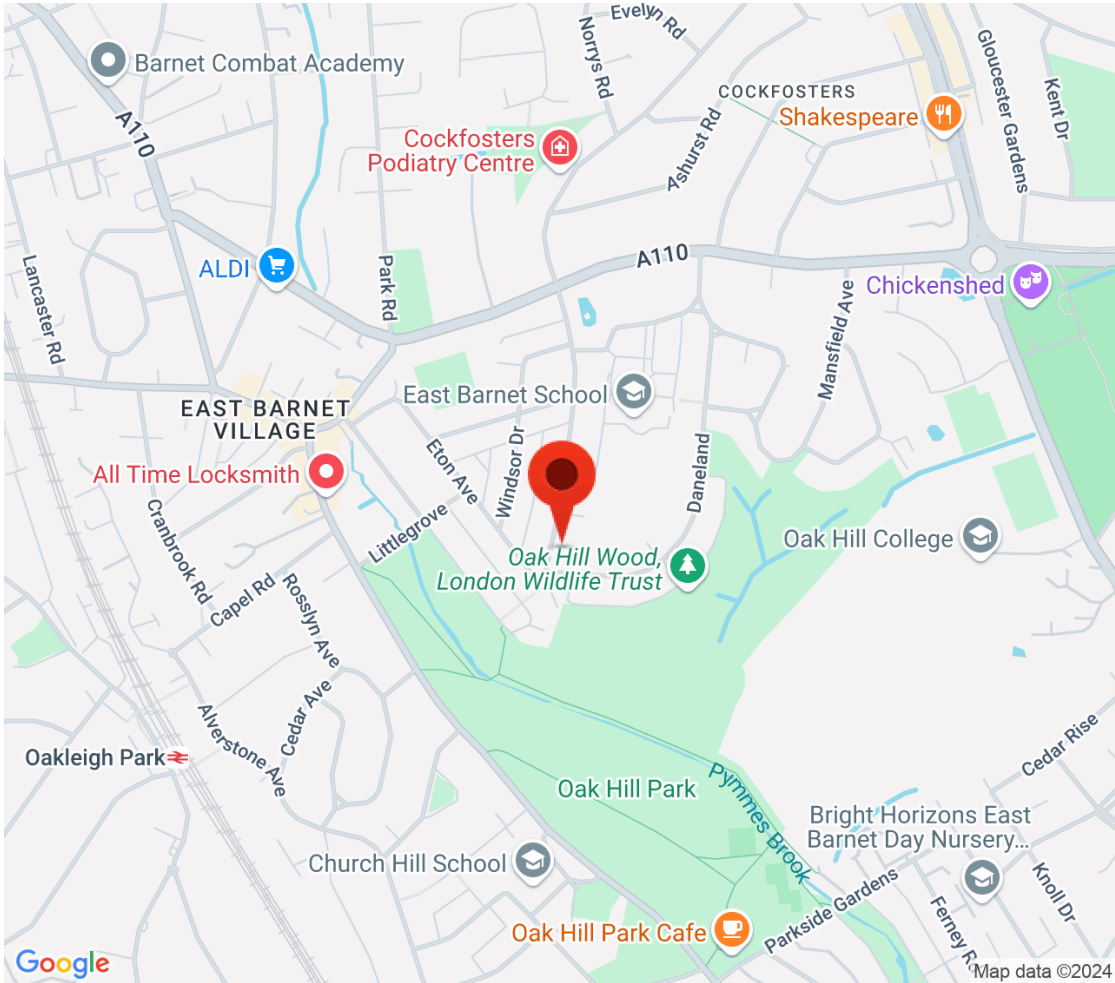 Evelyn Rd
Norrys Rd
Gloucester Gardens
Kent Dr
Barnet Combat Academy
COCKFOSTERS
Shakespeare
A110
Cockfosters
Podiatry Centre
Ashurst Rd
A110
ALDI
Park Rd
Lancaster Rd
Chickenshed
Mansfield Ave
East Barnet School
EAST BARNET
VILLAGE
Windsor Dr
Eton Ave
Daneland
All Time Locksmith
Cranbrook Rd
Littlegrove
Oak Hill College
Oak Hill Wood,
London Wildlife Trust
Capel Rd
Rosslyn Ave
Cedar Ave
Alverstone Ave
Oakleigh Park
Cedar Rise
Oak Hill Park
Pymmes Brook
Bright Horizons East
Barnet Day Nursery...
Church Hill School
Knoll Dr
Parkside Gardens
Ferney R
Oak Hill Park Cafe
Google
Map data ©2024